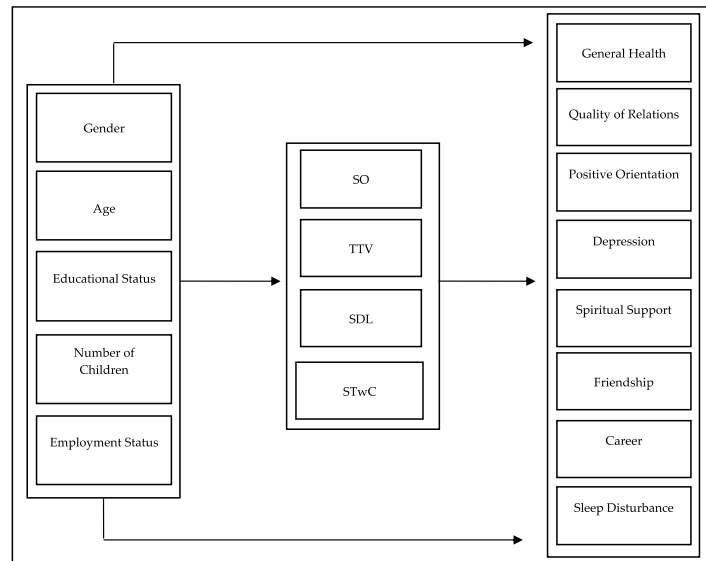 Gender
Age
Educational Status
Number of
Children
Employment Status
SO
TTV
SDL
STwC
General Health
Quality of Relations
Positive Orientation
Depression
Spiritual Support
Friendship
Career
Sleep Disturbance